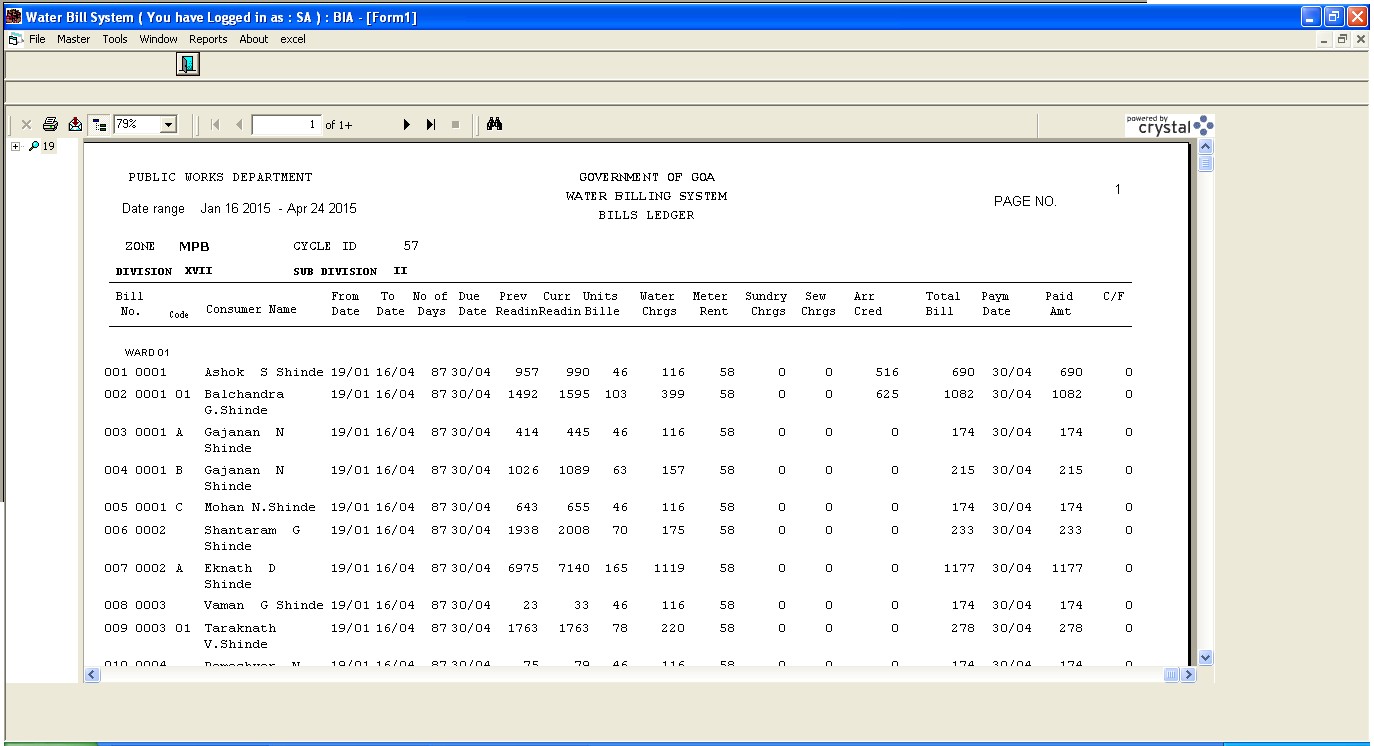 Water Bill System ( You have Logged in as : SA ) : BIA - [Form1]
File Master Tools Window Reports About excel
79% 1 of 1+
powered by
crystal
19
PUBLIC WORKS DEPARTMENT GOVERNMENT OF GOA
WATER BILLING SYSTEM
1
PAGE NO.
Date range Jan 16 2015 - Apr 24 2015
BILLS LEDGER
ZONE MPB CYCLE ID 57
DIVISION XVII SUB DIVISION II
Bill From To No of Due Prev Curr Units Water Meter Sundry Sew Arr Total Paym Paid C/F
No. Code Consumer Name Date Date Days Date Readin Readin Bille Chrgs Rent Chrgs Chrgs Cred Bill Date Amt
WARD 01
001 0001 Ashok S Shinde 19/01 16/04 87 30/04 957 990 46 116 58 0 0 516 690 30/04 690 0
002 0001 01 Balchandra 19/01 16/04 87 30/04 1492 1595 103 399 58 0 0 625 1082 30/04 1082 0
G.Shinde
003 0001 A Gajanan N 19/01 16/04 87 30/04 414 445 46 116 58 0 0 0 174 30/04 174 0
Shinde
004 0001 B Gajanan N 19/01 16/04 87 30/04 1026 1089 63 157 58 0 0 0 215 30/04 215 0
Shinde
005 0001 C Mohan N.Shinde 19/01 16/04 87 30/04 643 655 46 116 58 0 0 0 174 30/04 174 0
006 0002 Shantaram G 19/01 16/04 87 30/04 1938 2008 70 175 58 0 0 0 233 30/04 233 0
Shinde
007 0002 A Eknath D 19/01 16/04 87 30/04 6975 7140 165 1119 58 0 0 0 1177 30/04 1177 0
Shinde
008 0003 Vaman G Shinde 19/01 16/04 87 30/04 23 33 46 116 58 0 0 0 174 30/04 174 0
009 0003 01 Taraknath 19/01 16/04 87 30/04 1763 1763 78 220 58 0 0 0 278 30/04 278 0
V.Shinde
010 0004 N 19/01 16/04 87 30/04 75 79 46 116 58 0 0 0 174 30/04 174 0